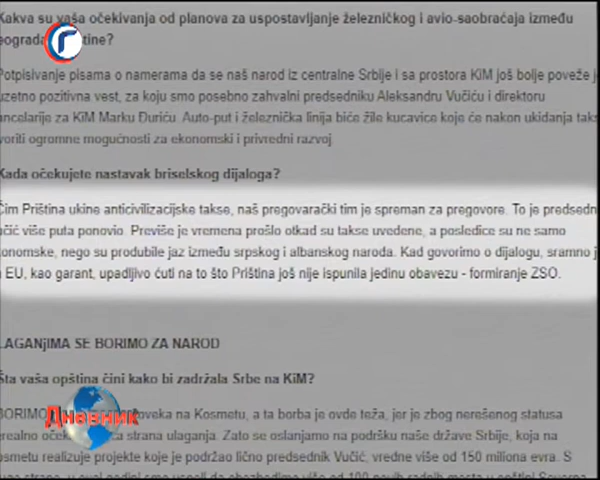 Kakva su vaša očekivanja od planova za uspostavljanje železničkog i avio-saobraćaja između
eograda
tine?
Potpisivanje pisama o namerama da se naš narod iz centralne Srbije i sa prostora KiM još bolje poveže j
uzetno pozitivna vest, za koju smo posebno zahvalni predsedniku Aleksandru Vučiću i direktoru
ancelarije za KiM Marku Đuriću. Auto-put i železnička linija biće žile kucavice koje će nakon ukidanja taks
voriti ogromne mogućnosti za ekonomski i privredni razvoj
Kada očekujete nastavak briselskog dijaloga?
Čim Priština ukine anticivilizacijske takse, naš pregovarački tim je spreman za pregovore. To je predsedn
učić više puta ponovio. Previše je vremena prošlo otkad su takse uvedene, a posledice su ne samo
konomske, nego su produbile jaz između srpskog i albanskog naroda. Kad govorimo o dijalogu, sramno j
EU, kao garant, upadljivo ćuti na to što Priština još nije ispunila jedinu obavezu - formiranje ZSO.
LAGANjIMA SE BORIMO ZA NAROD
Šta vaša opština čini kako bi zadržala Srbe na KiM?
BORIMO
oveka na Kosmetu, a ta borba je ovde teža, jer je zbog nerešenog statusa
erealno oček
a strana ulaganja. Zato se oslanjamo na podršku naše države Srbije, koja na
osmetu realizuje projekte koje je podržao lično predsednik Vučić, vredne više od 150 miliona evra. S
Дневник